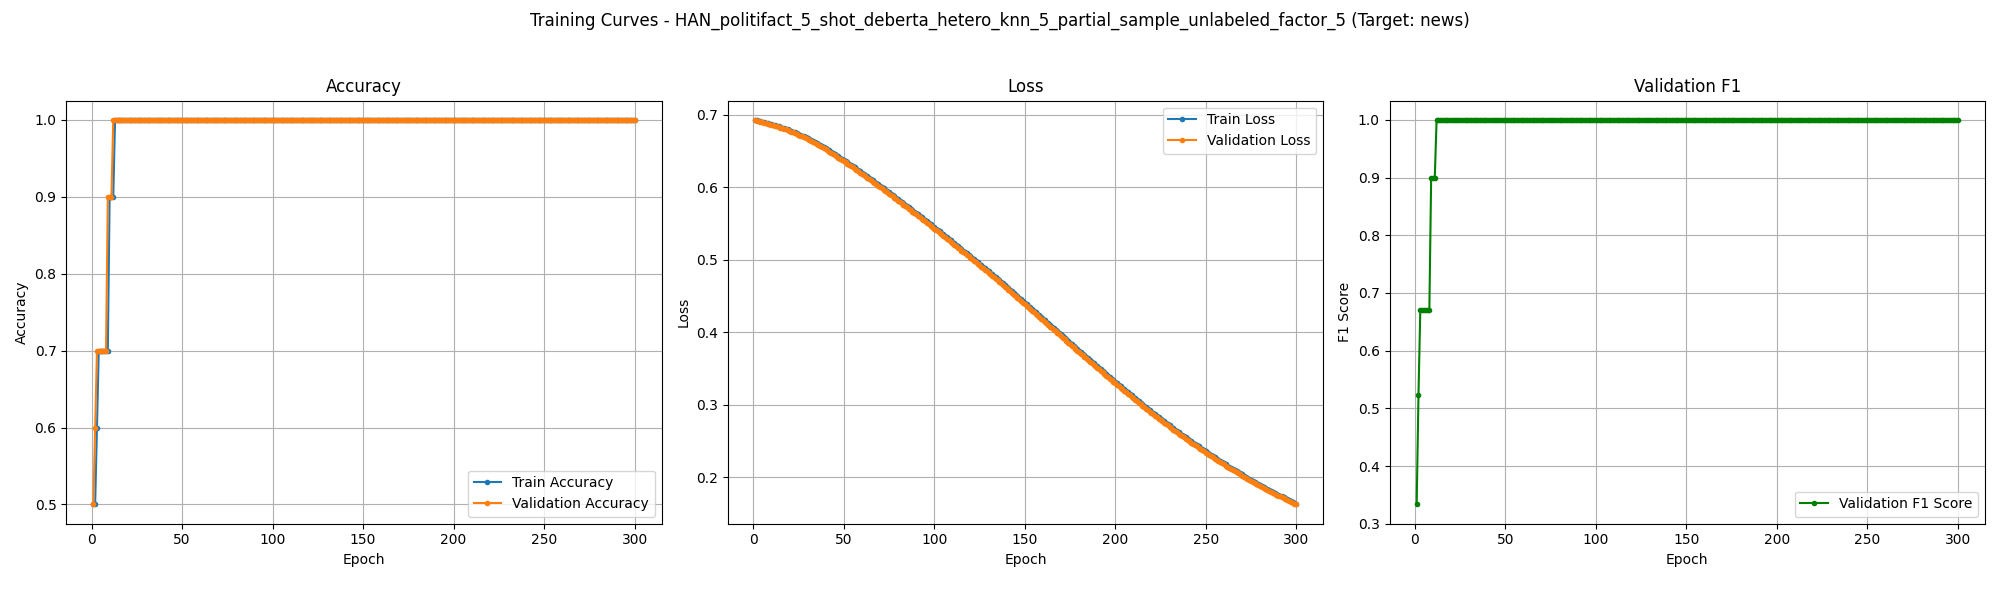 Training Curves - HAN_politifact_5_shot_deberta_hetero_knn_5_partial_sample_unlabeled_factor_5 (Target: news)
Accuracy
1.0
0.9
0.8
0.7
0.6
0.5
Accuracy
0
50
100
150
200
250
300
Epoch
Train Accuracy
Validation Accuracy
Loss
0.7
0.6
0.5
0.4
0.3
0.2
Loss
0
50
100
150
200
250
300
Epoch
Train Loss
Validation Loss
Validation F1
1.0
0.9
0.8
0.7
0.6
0.5
0.4
0.3
F1 Score
0
50
100
150
200
250
300
Epoch
Validation F1 Score